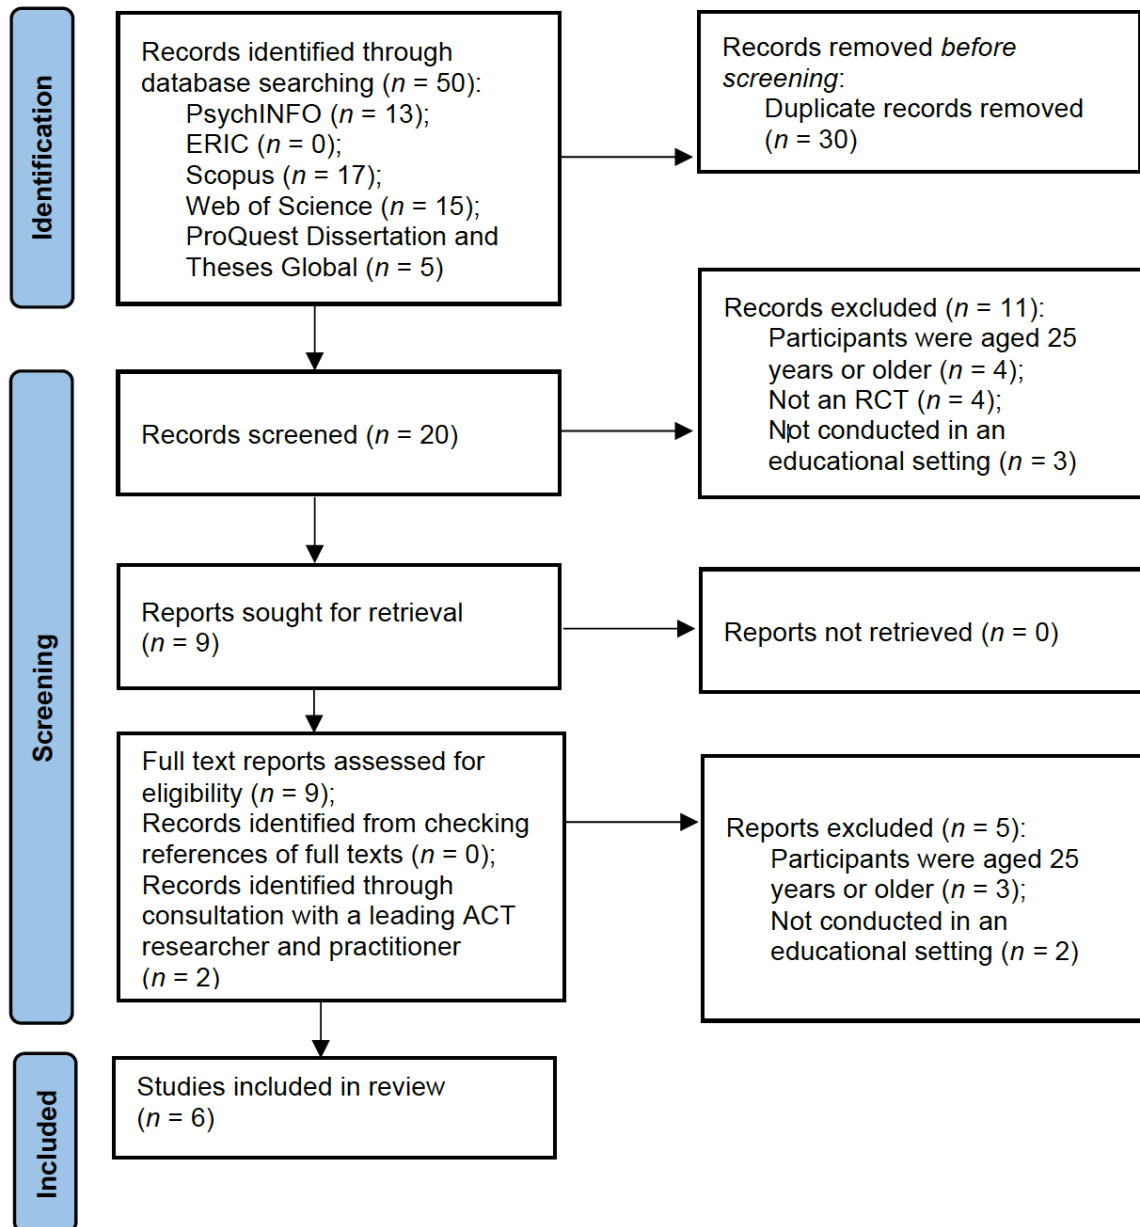 Identification
Records identified through
database searching (n = 50):
PsychINFO (n = 13);
ERIC (n = 0);
Scopus (n = 17);
Web of Science (n = 15);
ProQuest Dissertation and
Theses Global (n = 5)
Records removed before
screening:
Duplicate records removed
(n = 30)
Screening
Records screened (n = 20)
Records excluded (n = 11):
Participants were aged 25
years or older (n = 4);
Not an RCT (n = 4);
Not conducted in an
educational setting (n = 3)
Reports sought for retrieval
(n = 9)
Reports not retrieved (n = 0)
Full text reports assessed for
eligibility (n = 9);
Records identified from checking
references of full texts (n = 0);
Records identified through
consultation with a leading ACT
researcher and practitioner
(n = 2)
Reports excluded (n = 5):
Participants were aged 25
years or older (n = 3);
Not conducted in an
educational setting (n = 2)
Included
Studies included in review
(n = 6)